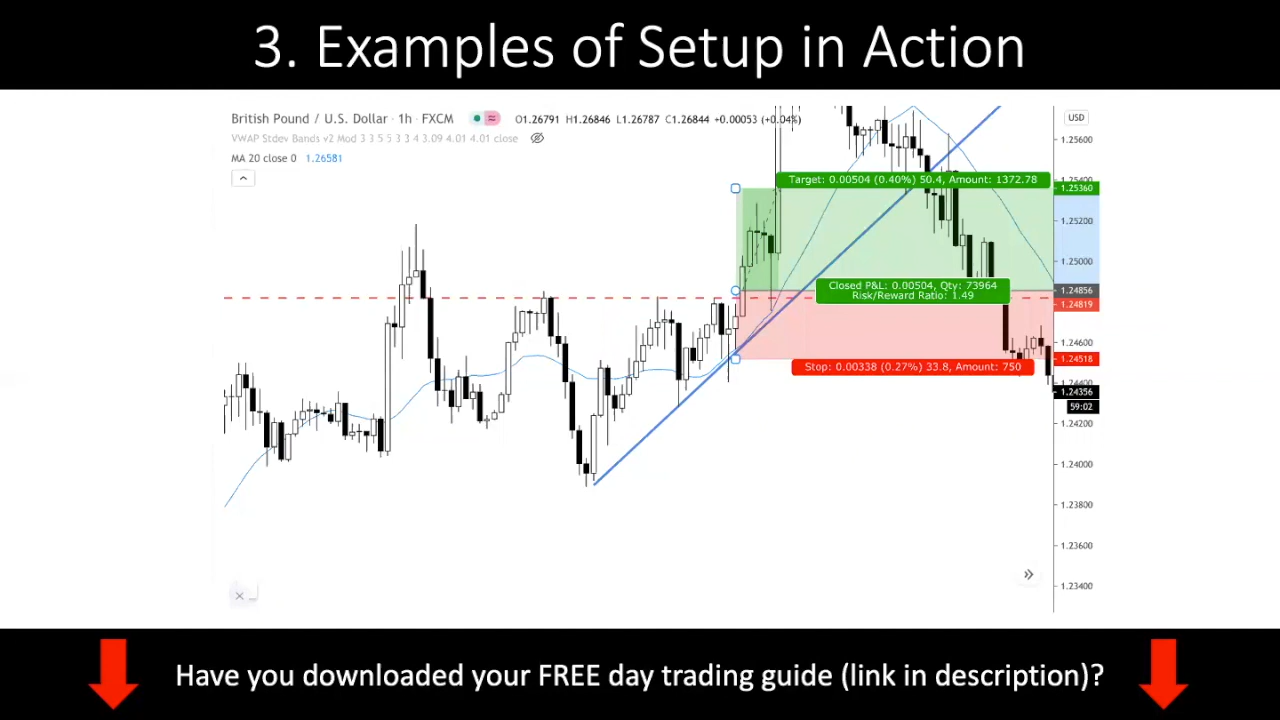 3. Examples of Setup in Action
British Pound / U.S. Dollar · 1h · FXCM O1.26791 H1.26846 L1.26787 C1.26844 +0.00053 (+0.04%)
USD
VWAP Stdev Bands v2 Mod 3 3 5 5 3 3 4 3.09 4.01 4.01 close
MA 20 close 0 1.26581
1.25600
Target: 0.00504 (0.40%) 50.4, Amount: 1372.78
1.25400
1.25360
1.25200
1.25000
Closed P&L: 0.00504, Qty: 73964
Risk/Reward Ratio: 1.49
1.24856
1.24819
1.24600
1.24518
Stop: 0.00338 (0.27%) 33.8, Amount: 750
1.24400
1.24356
59:02
1.24200
1.24000
1.23800
1.23600
1.23400
Have you downloaded your FREE day trading guide (link in description)?